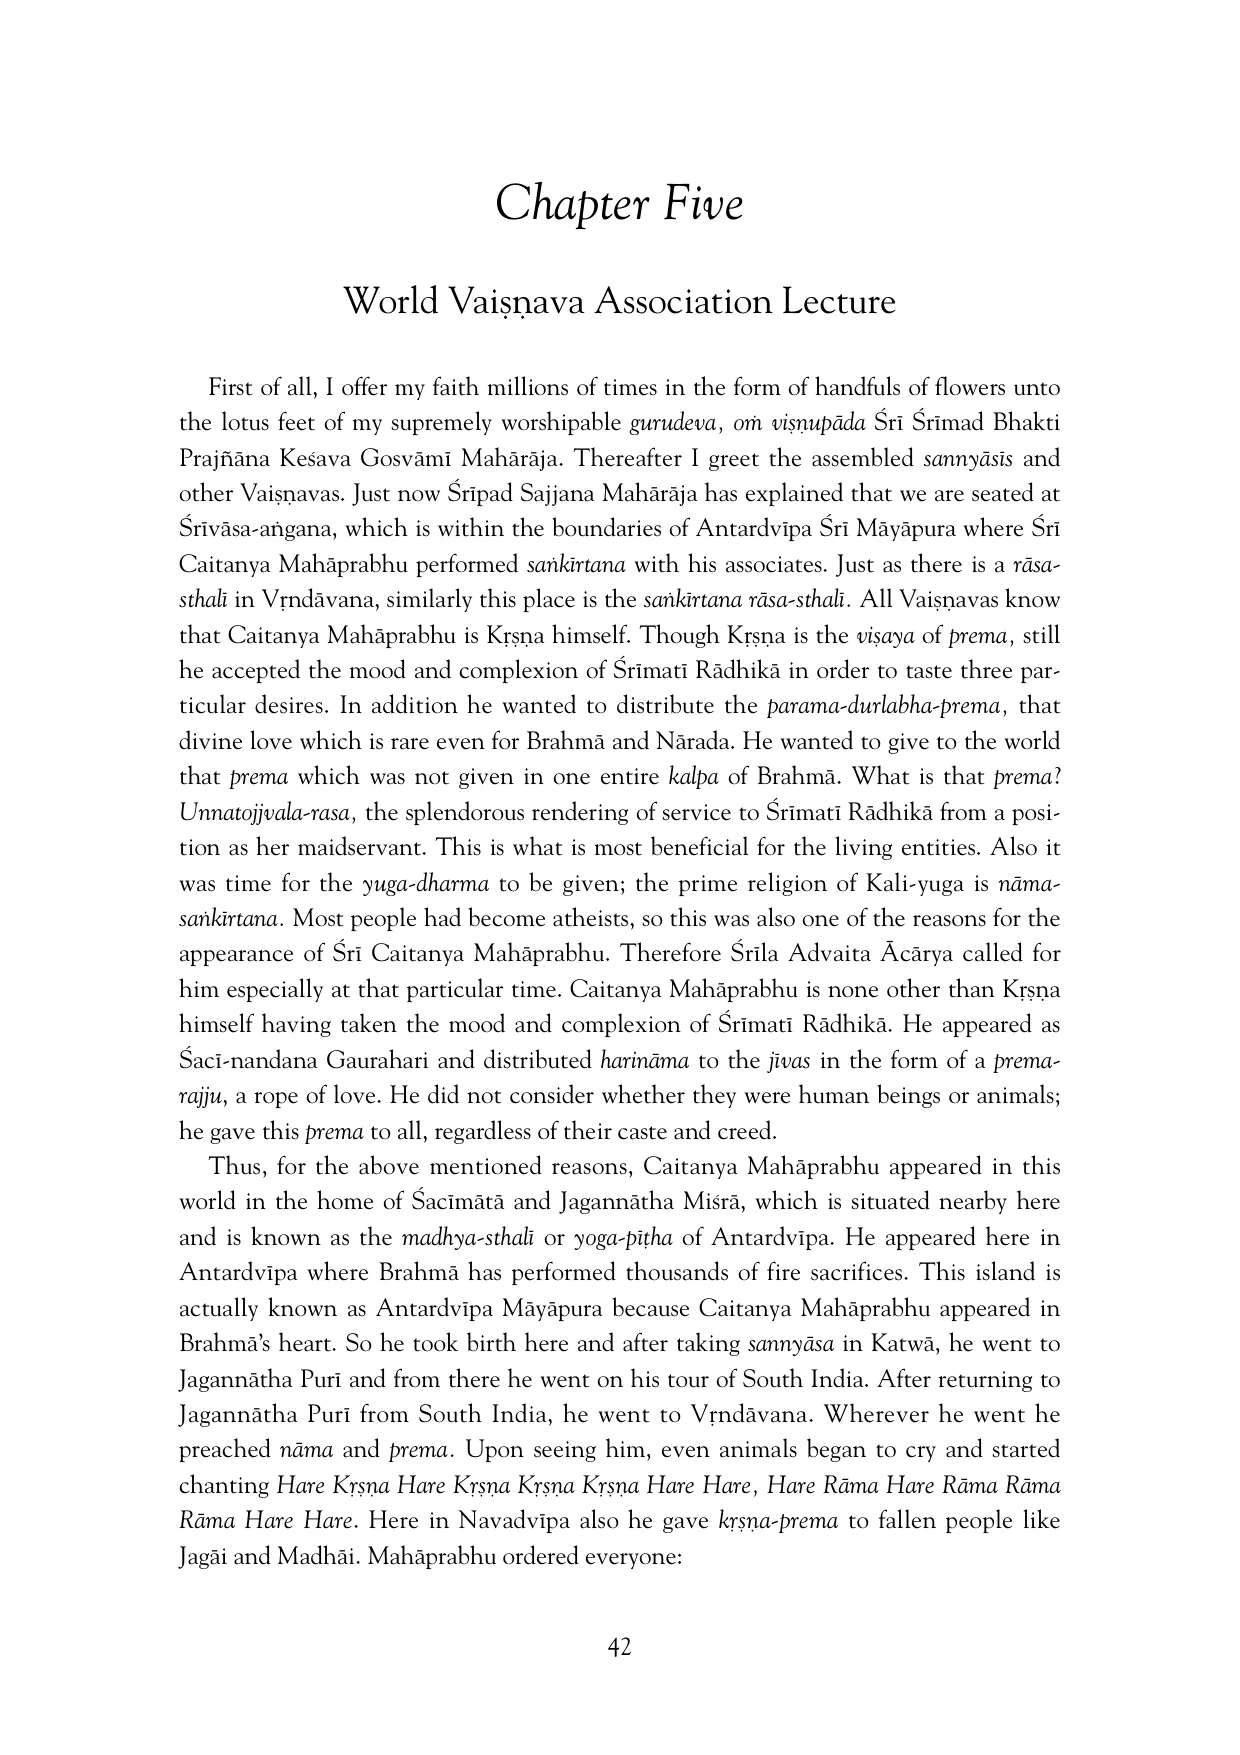 Chapter Five
World Vaiṣṇava Association Lecture
First of all, I offer my faith millions of times in the form of handfuls of flowers unto
the lotus feet of my supremely worshipable gurudeva, oṁ viṣṇupāda Śrī Śrīmad Bhakti
Prajñāna Keśava Gosvāmī Mahārāja. Thereafter I greet the assembled sannyāsīs and
other Vaiṣṇavas. Just now Śrīpad Sajjana Mahārāja has explained that we are seated at
Śrīvāsa-aṅgana, which is within the boundaries of Antardvīpa Śrī Māyāpura where Śrī
Caitanya Mahāprabhu performed saṅkīrtana with his associates. Just as there is a rāsa-
sthalī in Vṛndāvana, similarly this place is the saṅkīrtana rāsa-sthalī. All Vaiṣṇavas know
that Caitanya Mahāprabhu is Kṛṣṇa himself. Though Kṛṣṇa is the viṣaya of prema, still
he accepted the mood and complexion of Śrīmatī Rādhikā in order to taste three par-
ticular desires. In addition he wanted to distribute the parama-durlabha-prema, that
divine love which is rare even for Brahmā and Nārada. He wanted to give to the world
that prema which was not given in one entire kalpa of Brahmā. What is that prema?
Unnatojjvala-rasa, the splendorous rendering of service to Śrīmatī Rādhikā from a posi-
tion as her maidservant. This is what is most beneficial for the living entities. Also it
was time for the yuga-dharma to be given; the prime religion of Kali-yuga is nāma-
saṅkīrtana. Most people had become atheists, so this was also one of the reasons for the
appearance of Śrī Caitanya Mahāprabhu. Therefore Śrīla Advaita Ācārya called for
him especially at that particular time. Caitanya Mahāprabhu is none other than Kṛṣṇa
himself having taken the mood and complexion of Śrīmatī Rādhikā. He appeared as
Śacī-nandana Gaurahari and distributed harināma to the jīvas in the form of a prema-
rajju, a rope of love. He did not consider whether they were human beings or animals;
he gave this prema to all, regardless of their caste and creed.
Thus, for the above mentioned reasons, Caitanya Mahāprabhu appeared in this
world in the home of Śacīmātā and Jagannātha Miśrā, which is situated nearby here
and is known as the madhya-sthalī or yoga-pīṭha of Antardvīpa. He appeared here in
Antardvīpa where Brahmā has performed thousands of fire sacrifices. This island is
actually known as Antardvīpa Māyāpura because Caitanya Mahāprabhu appeared in
Brahmā's heart. So he took birth here and after taking sannyāsa in Katwā, he went to
Jagannātha Purī and from there he went on his tour of South India. After returning to
Jagannātha Purī from South India, he went to Vṛndāvana. Wherever he went he
preached nāma and prema. Upon seeing him, even animals began to cry and started
chanting Hare Kṛṣṇa Hare Kṛṣṇa Kṛṣṇa Kṛṣṇa Hare Hare, Hare Rāma Hare Rāma Rāma
Rāma Hare Hare. Here in Navadvīpa also he gave kṛṣṇa-prema to fallen people like
Jagāi and Madhāi. Mahāprabhu ordered everyone:
42